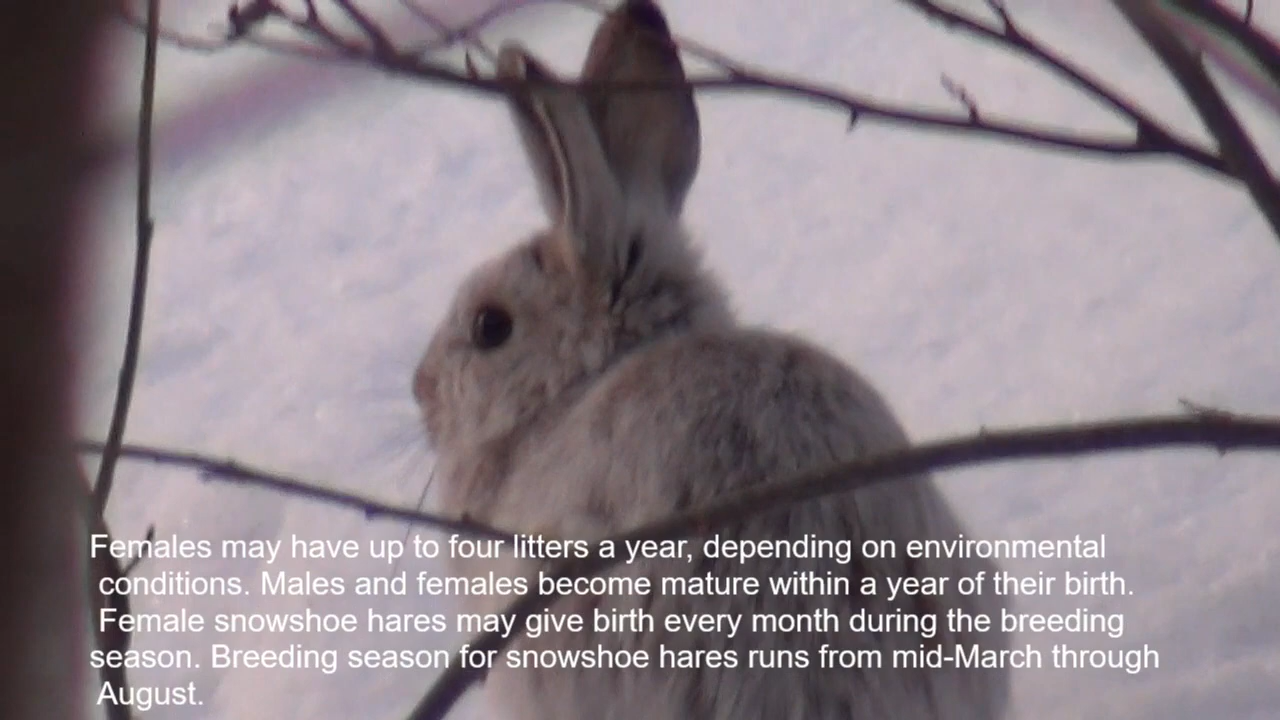 Females may have up to four litters a year, depending on environmental
conditions. Males and females become mature within a year of their birth.
Female snowshoe hares may give birth every month during the breeding
season. Breeding season for snowshoe hares runs from mid-March through
August.